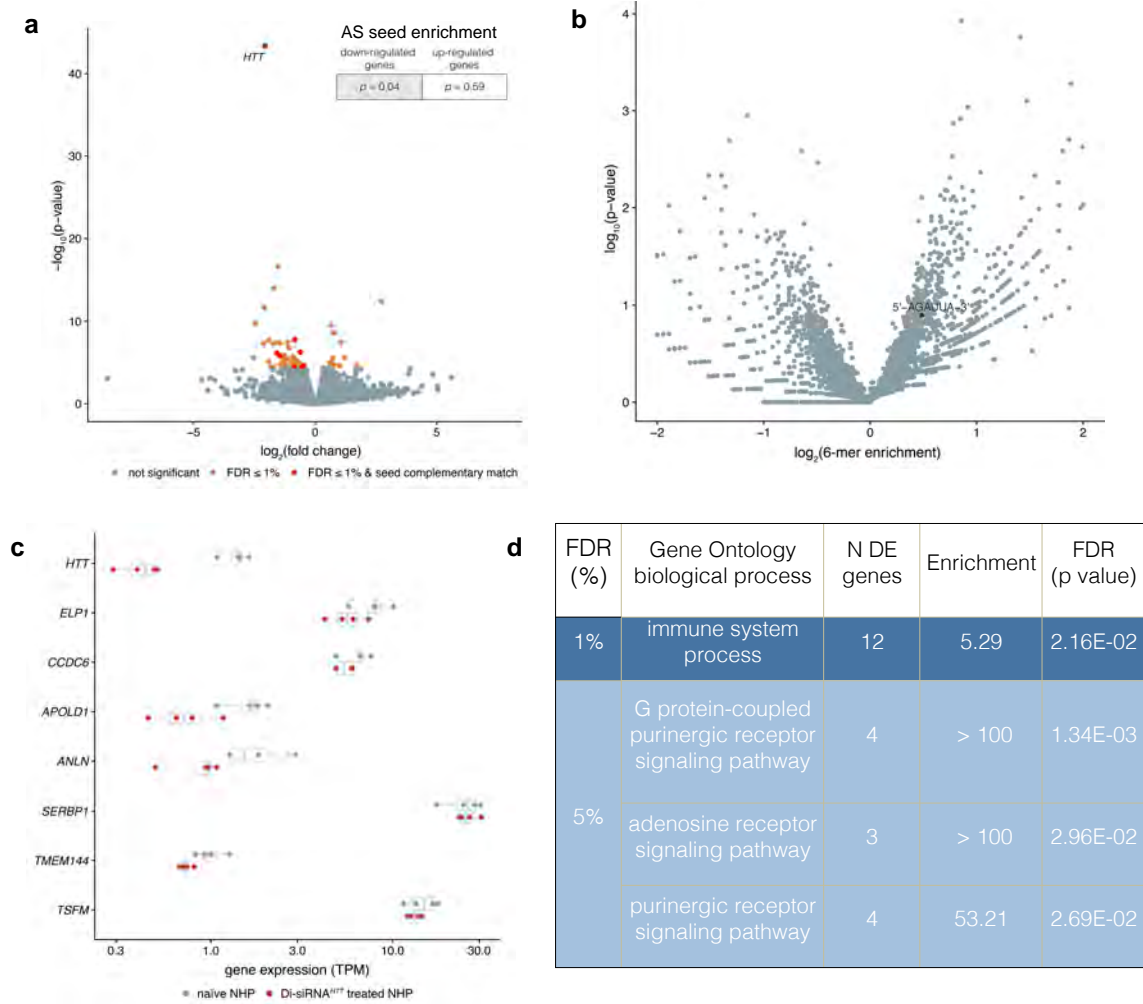 a
AS seed enrichment
down-regulated genes
up-regulated genes
p = 0.04
p = 0.59
HTT
40
30
20
10
0
−log10(p−value)
−5
0
5
log2(fold change)
not significant
FDR ≤ 1%
FDR ≤ 1% & seed complementary match
b
4
3
2
1
0
log10(p−value)
5'−AGAUUA−3'
−2
−1
0
1
2
log2(6-mer enrichment)
c
HTT
ELP1
CCDC6
APOLD1
ANLN
SERBP1
TMEM144
TSFM
0.3
1.0
3.0
10.0
30.0
gene expression (TPM)
naïve NHP
Di-siRNAHTT treated NHP
d
FDR (%)
Gene Ontology biological process
N DE genes
Enrichment
FDR (p value)
1%
immune system process
12
5.29
2.16E-02
5%
G protein-coupled purinergic receptor signaling pathway
4
> 100
1.34E-03
adenosine receptor signaling pathway
3
> 100
2.96E-02
purinergic receptor signaling pathway
4
53.21
2.69E-02